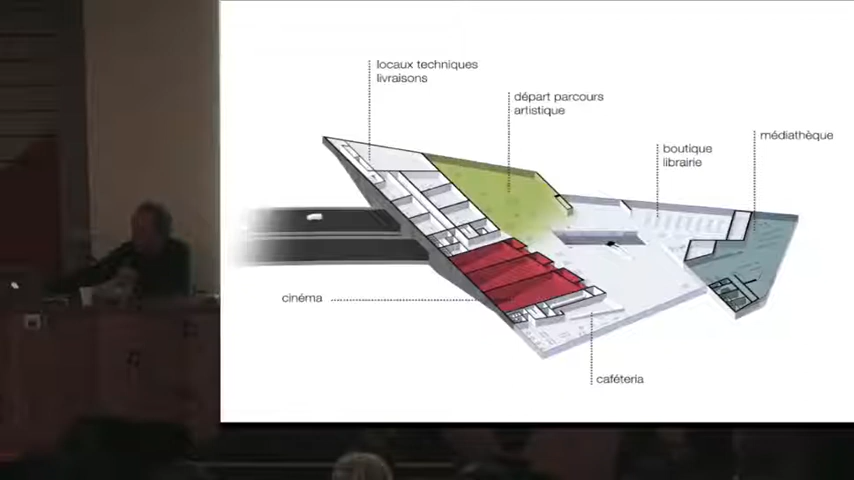 locaux techniques
livraisons
départ parcours
artistique
boutique
librairie
médiathèque
cinéma
caféteria